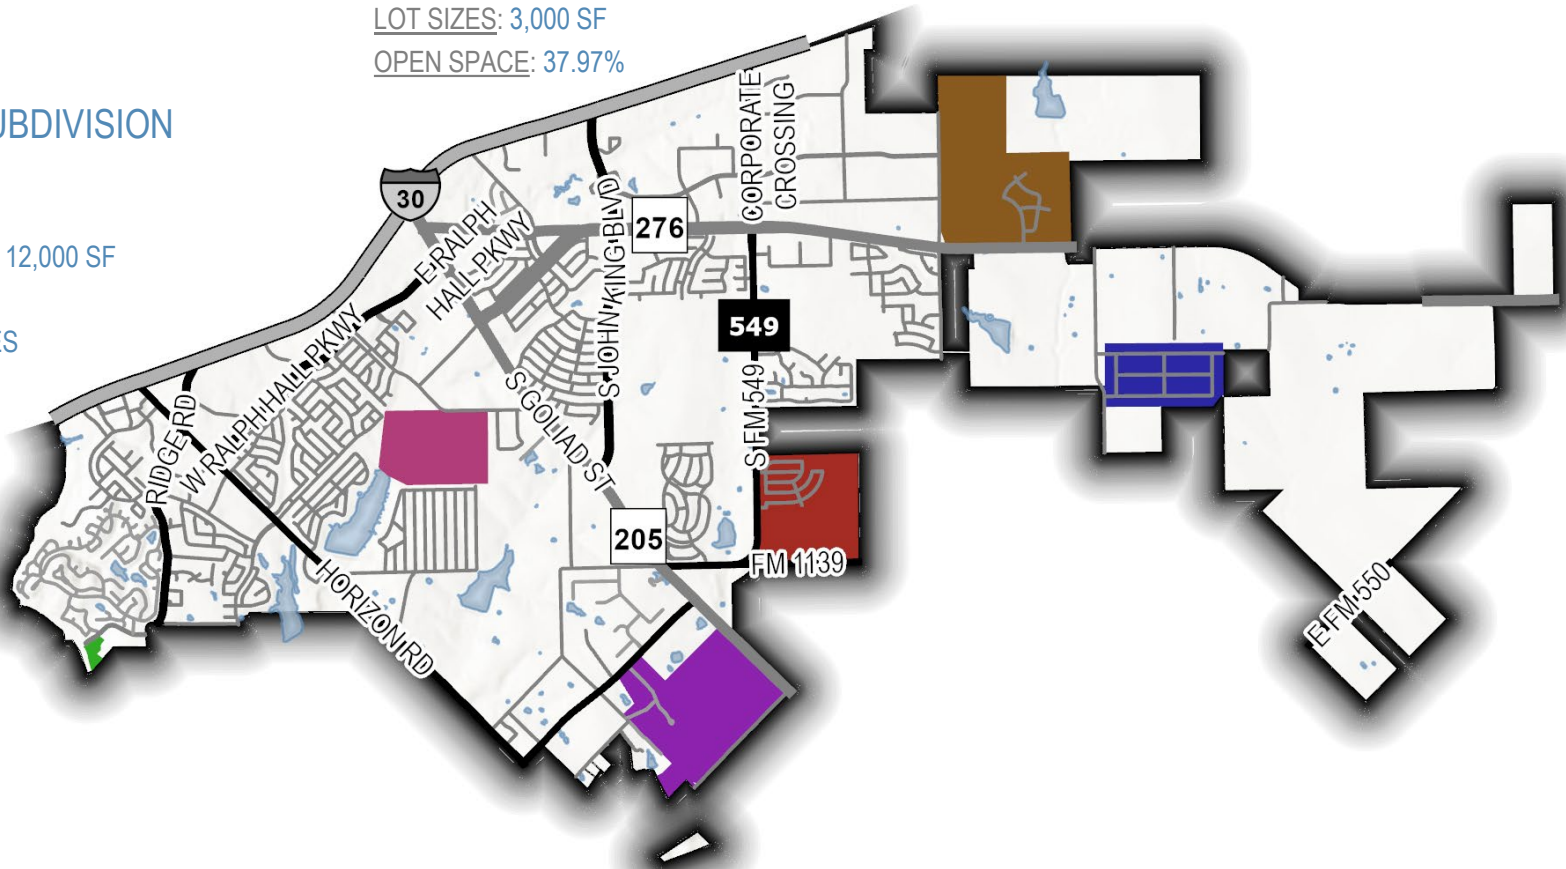 LOT SIZES: 3,000 SF
OPEN SPACE: 37.97%
UBDIVISION
12,000 SF
ES
30
E RALPH
HALL PKWY
S JOHN KING BLVD
276
CORPORATE
CROSSING
549
W RALPH HALL PKWY
RIDGE RD
S GOLIAD ST
S FM 549
205
FM 1139
HORIZON RD
E FM 550